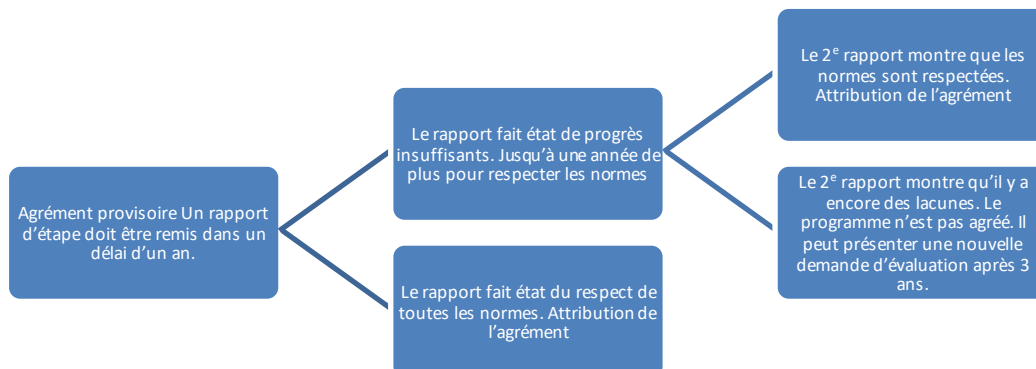 Agrément provisoire Un rapport
d’étape doit être remis dans un
délai d’un an.
Le rapport fait état de progrès
insuffisants. Jusqu’à une année de
plus pour respecter les normes
Le rapport fait état du respect de
toutes les normes. Attribution de
l’agrément
Le 2e rapport montre que les
normes sont respectées.
Attribution de l’agrément
Le 2e rapport montre qu’il y a
encore des lacunes. Le
programme n’est pas agréé. Il
peut présenter une nouvelle
demande d’évaluation après 3
ans.